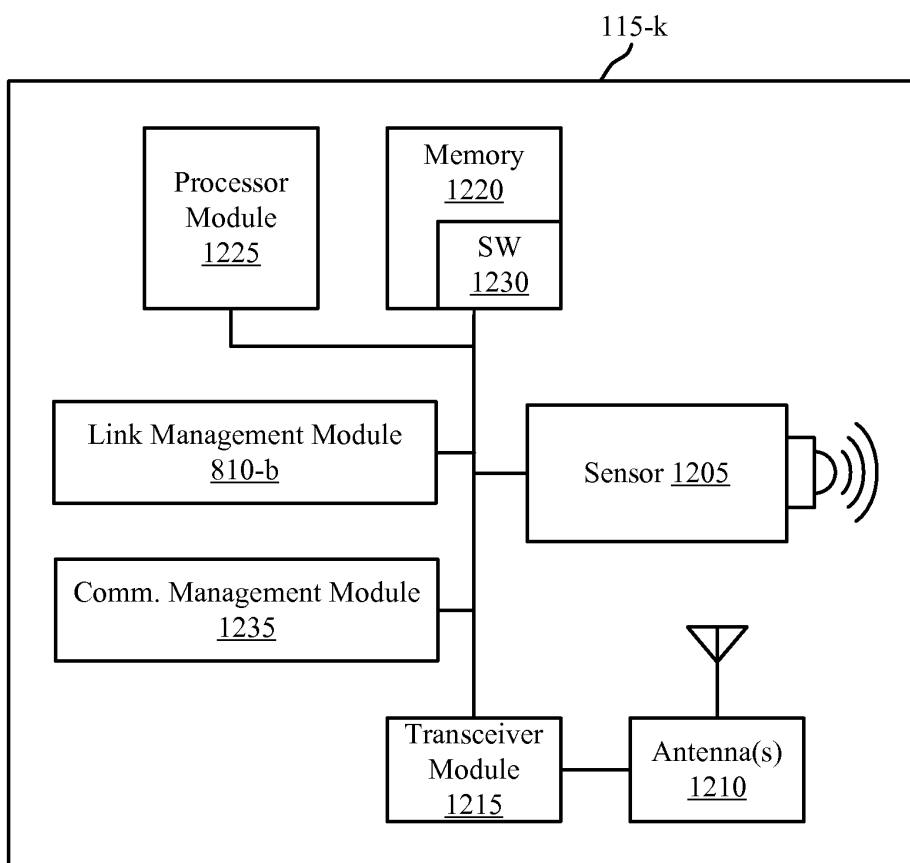 115-k
Processor
Module
1225
Memory
1220
SW
1230
Link Management Module
810-b
Sensor 1205
Comm. Management Module
1235
Transceiver
Module
1215
Antenna(s)
1210